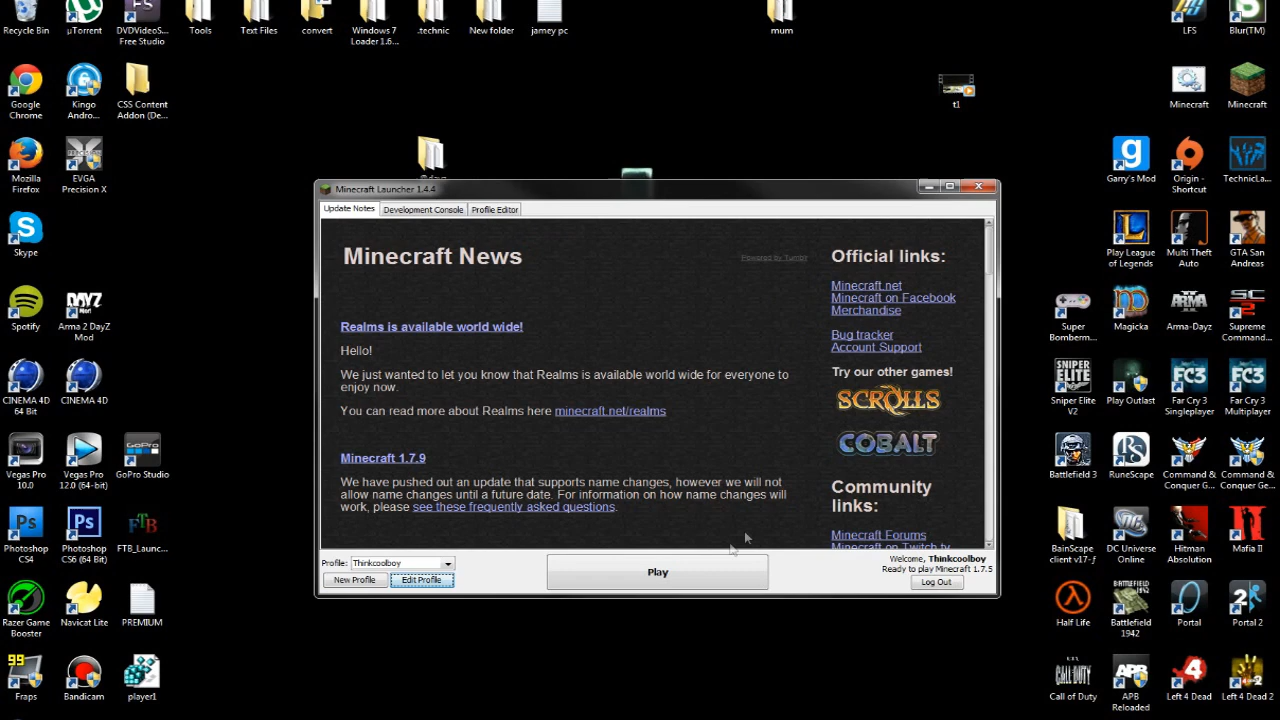 Recycle Bin
µTorrent
DVDVideoS... Free Studio
Tools
Text Files
convert
Windows 7 Loader 1.6...
.technic
New folder
jamey pc
mum
LFS
Blur(TM)
Google Chrome
Kingo Andro...
CSS Content Addon (De...
t1
Minecraft
Minecraft
Mozilla Firefox
EVGA Precision X
Garry's Mod
Origin - Shortcut
TechnicLa...
Skype
Play League of Legends
Multi Theft Auto
GTA San Andreas
Spotify
Arma 2 DayZ Mod
Super Bomberm...
Magicka
Arma-Dayz
Supreme Command...
CINEMA 4D 64 Bit
CINEMA 4D
Sniper Elite V2
Play Outlast
Far Cry 3 Singleplayer
Far Cry 3 Multiplayer
Vegas Pro 10.0
Vegas Pro 12.0 (64-bit)
GoPro Studio
Battlefield 3
RuneScape
Command & Conquer G...
Command & Conquer Ge...
Photoshop CS4
Photoshop CS6 (64 Bit)
FTB_Launc...
BainScape client v17-f
DC Universe Online
Hitman Absolution
Mafia II
Razer Game Booster
Navicat Lite
PREMIUM
Half Life
Battlefield 1942
Portal
Portal 2
Fraps
Bandicam
player1
Call of Duty
APB Reloaded
Left 4 Dead
Left 4 Dead 2
Minecraft Launcher 1.4.4
Update Notes
Development Console
Profile Editor
Minecraft News
Powered by Tumblr
Realms is available world wide!
Hello!
We just wanted to let you know that Realms is available world wide for everyone to
enjoy now.
You can read more about Realms here minecraft.net/realms
Minecraft 1.7.9
We have pushed out an update that supports name changes, however we will not
allow name changes until a future date. For information on how name changes will
work, please see these frequently asked questions.
Official links:
Minecraft.net
Minecraft on Facebook
Merchandise
Bug tracker
Account Support
Try our other games!
SCROLLS
COBALT
Community
links:
Minecraft Forums
Minecraft on Twitch.tv
Profile: Thinkcoolboy
New Profile
Edit Profile
Play
Welcome, Thinkcoolboy
Ready to play Minecraft 1.7.5
Log Out